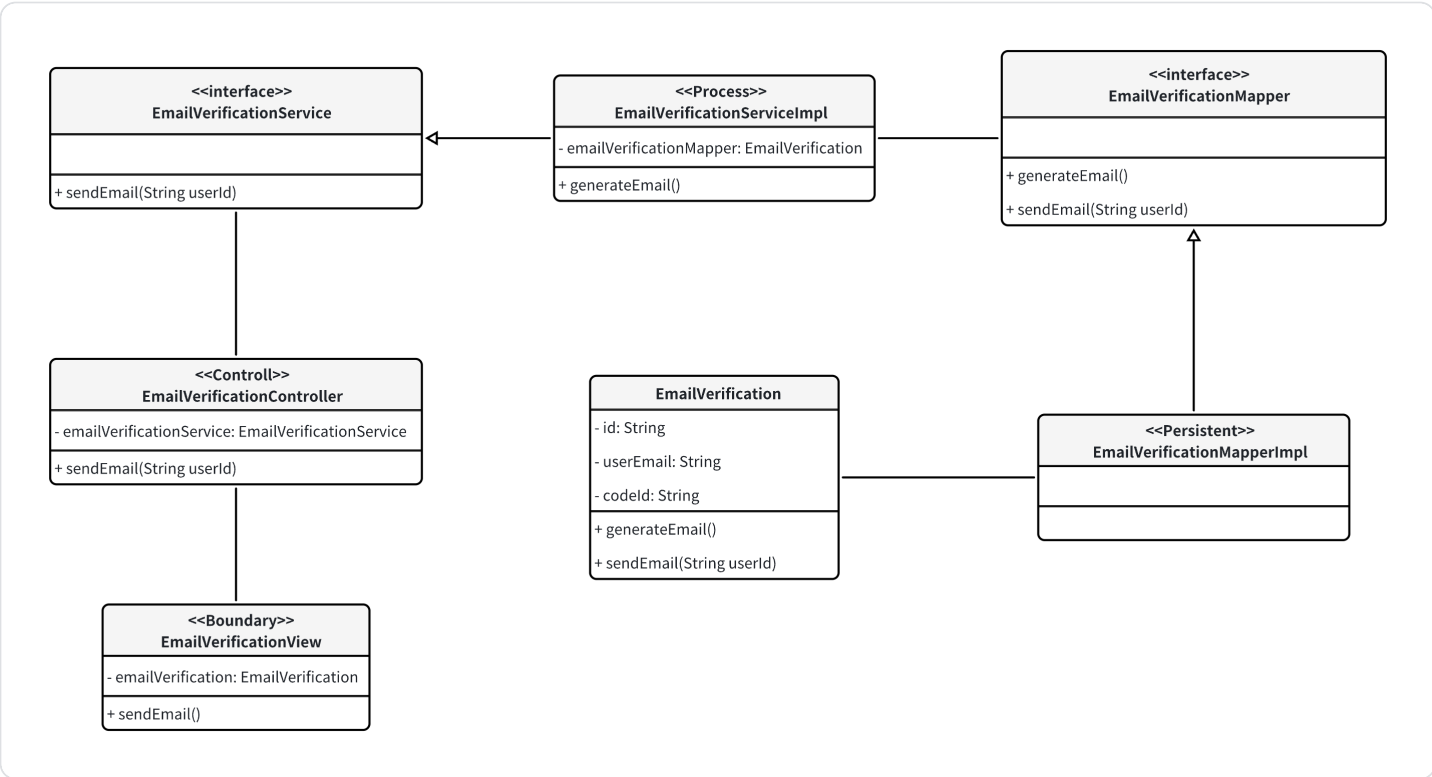 <<interface>>
EmailVerificationService
+ sendEmail(String userId)
<<Process>>
EmailVerificationServiceImpl
- emailVerificationMapper: EmailVerification
+ generateEmail()
<<interface>>
EmailVerificationMapper
+ generateEmail()
+ sendEmail(String userId)
<<Controll>>
EmailVerificationController
- emailVerificationService: EmailVerificationService
+ sendEmail(String userId)
EmailVerification
- id: String
- userEmail: String
- codeId: String
+ generateEmail()
+ sendEmail(String userId)
<<Persistent>>
EmailVerificationMapperImpl
<<Boundary>>
EmailVerificationView
- emailVerification: EmailVerification
+ sendEmail()